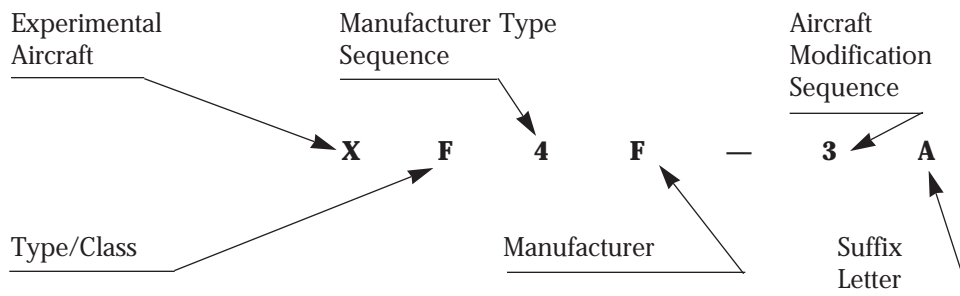 Experimental
Aircraft
Manufacturer Type
Sequence
Aircraft
Modification
Sequence
X F 4 F — 3 A
Type/Class
Manufacturer
Suffix
Letter